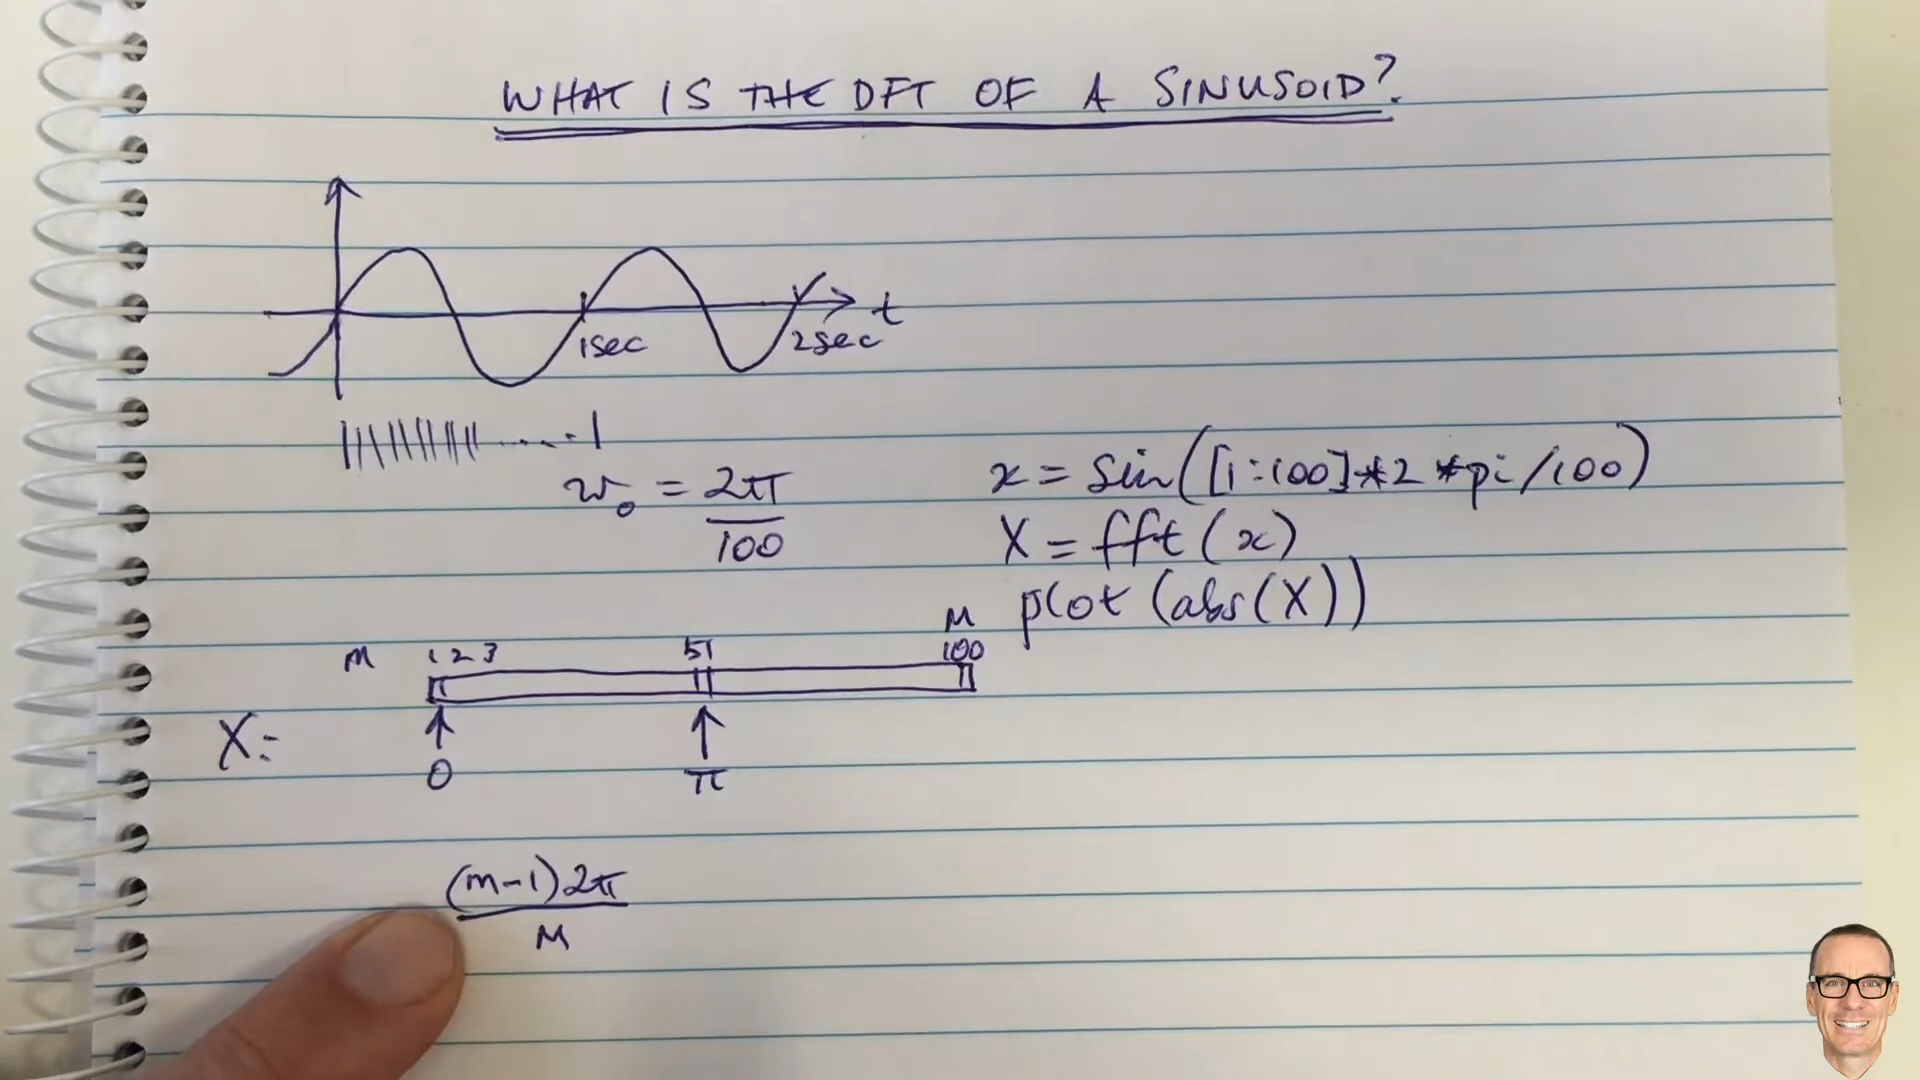 WHAT IS THE DFT OF A SINUSOID?
t
1sec 2sec
w₀ = 2π/100
x = sin([1:100]*2*pi/100)
X = fft(x)
plot(abs(X))
M
m 1 2 3 51 100
X =
0 π
(m-1)2π/M